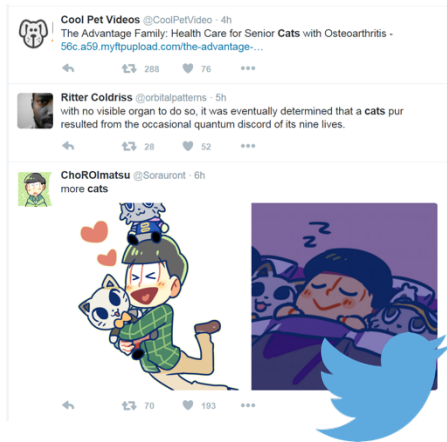 Cool Pet Videos @CoolPetVideo · 4h
The Advantage Family: Health Care for Senior Cats with Osteoarthritis -
56c.a59.myftpupload.com/the-advantage-…
288 76
Ritter Coldriss @orbitalpatterns · 5h
with no visible organ to do so, it was eventually determined that a cats pur
resulted from the occasional quantum discord of its nine lives.
28 52
ChoROImatsu @Sorauront · 6h
more cats
z z z
70 193